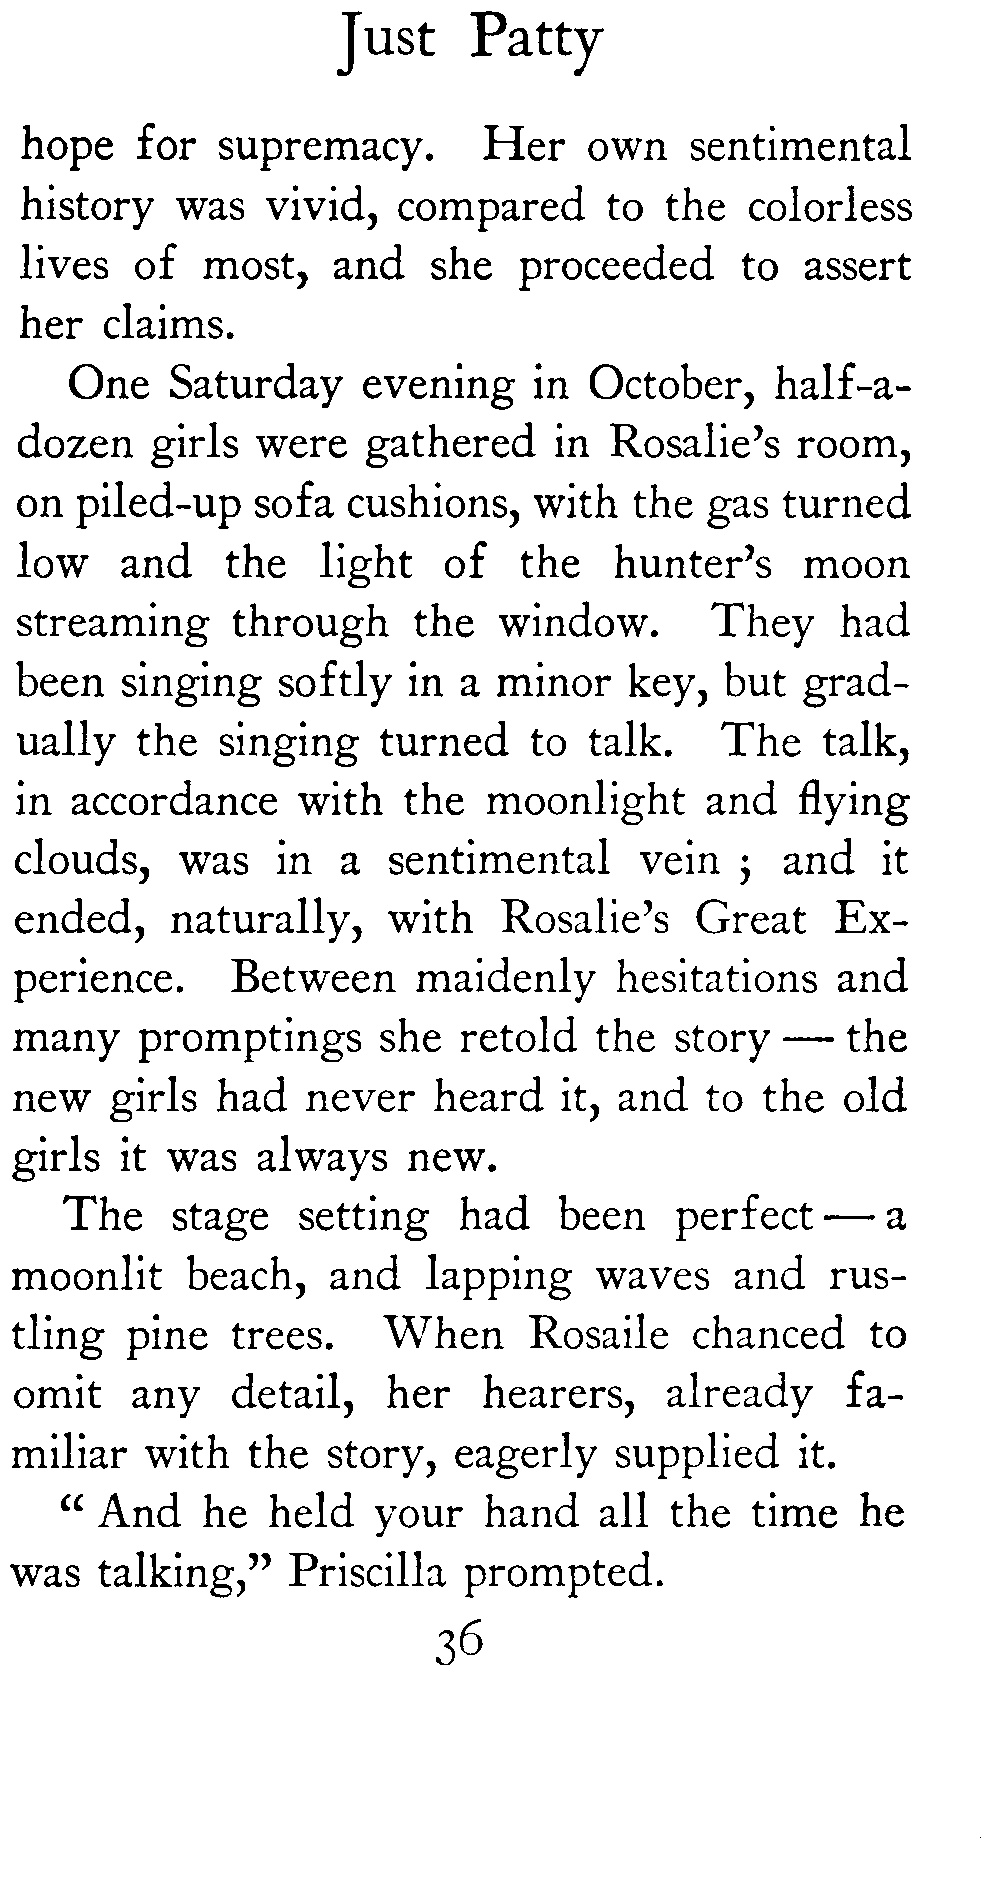 Just Patty
hope for supremacy. Her own sentimental
history was vivid, compared to the colorless
lives of most, and she proceeded to assert
her claims.
One Saturday evening in October, half-a-
dozen girls were gathered in Rosalie's room,
on piled-up sofa cushions, with the gas turned
low and the light of the hunter's moon
streaming through the window. They had
been singing softly in a minor key, but grad-
ually the singing turned to talk. The talk,
in accordance with the moonlight and flying
clouds, was in a sentimental vein ; and it
ended, naturally, with Rosalie's Great Ex-
perience. Between maidenly hesitations and
many promptings she retold the story — the
new girls had never heard it, and to the old
girls it was always new.
The stage setting had been perfect — a
moonlit beach, and lapping waves and rus-
tling pine trees. When Rosaile chanced to
omit any detail, her hearers, already fa-
miliar with the story, eagerly supplied it.
“ And he held your hand all the time he
was talking,” Priscilla prompted.
36